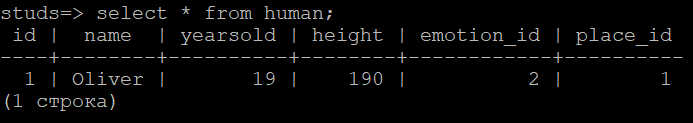 studs=> select * from human;
 id |  name  | yearsold | height | emotion_id | place_id
----+--------+----------+--------+------------+----------
  1 | Oliver |       19 |    190 |          2 |        1
(1 строка)